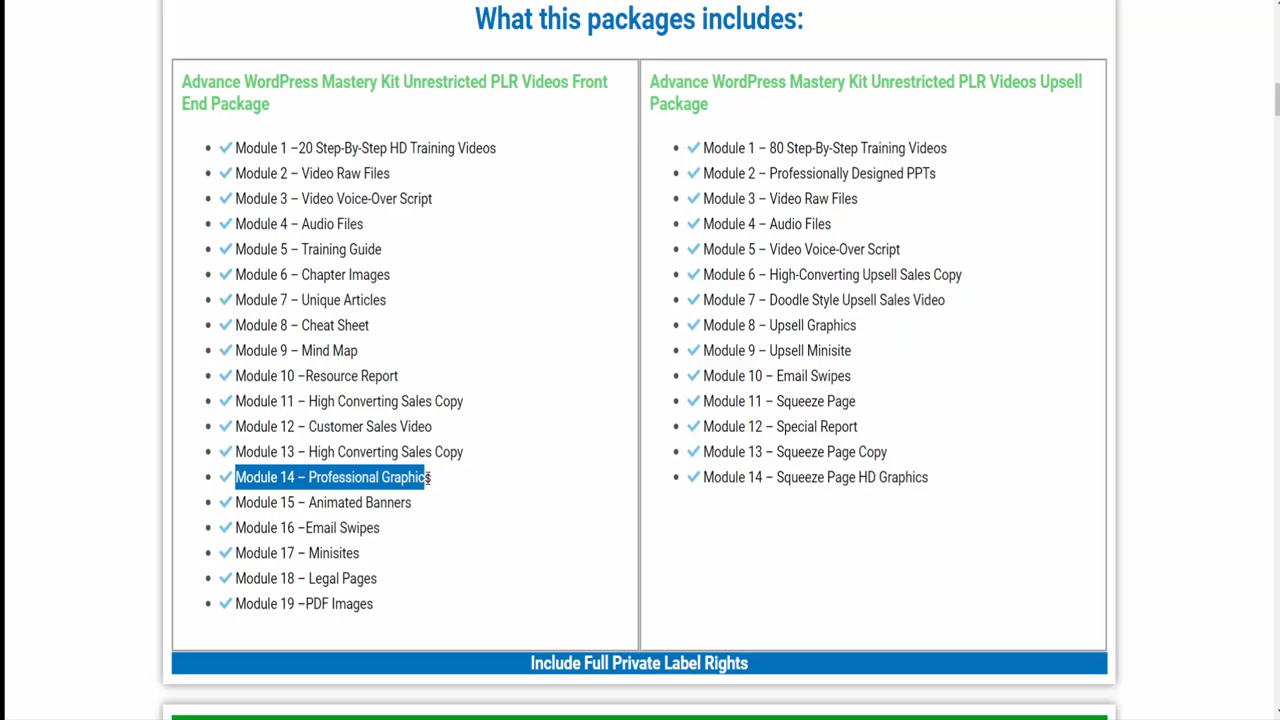 What this packages includes:
Advance WordPress Mastery Kit Unrestricted PLR Videos Front
End Package
Module 1 –20 Step-By-Step HD Training Videos
Module 2 – Video Raw Files
Module 3 – Video Voice-Over Script
Module 4 – Audio Files
Module 5 – Training Guide
Module 6 – Chapter Images
Module 7 – Unique Articles
Module 8 – Cheat Sheet
Module 9 – Mind Map
Module 10 –Resource Report
Module 11 – High Converting Sales Copy
Module 12 – Customer Sales Video
Module 13 – High Converting Sales Copy
Module 14 – Professional Graphics
Module 15 – Animated Banners
Module 16 –Email Swipes
Module 17 – Minisites
Module 18 – Legal Pages
Module 19 –PDF Images
Advance WordPress Mastery Kit Unrestricted PLR Videos Upsell
Package
Module 1 – 80 Step-By-Step Training Videos
Module 2 – Professionally Designed PPTs
Module 3 – Video Raw Files
Module 4 – Audio Files
Module 5 – Video Voice-Over Script
Module 6 – High-Converting Upsell Sales Copy
Module 7 – Doodle Style Upsell Sales Video
Module 8 – Upsell Graphics
Module 9 – Upsell Minisite
Module 10 – Email Swipes
Module 11 – Squeeze Page
Module 12 – Special Report
Module 13 – Squeeze Page Copy
Module 14 – Squeeze Page HD Graphics
Include Full Private Label Rights